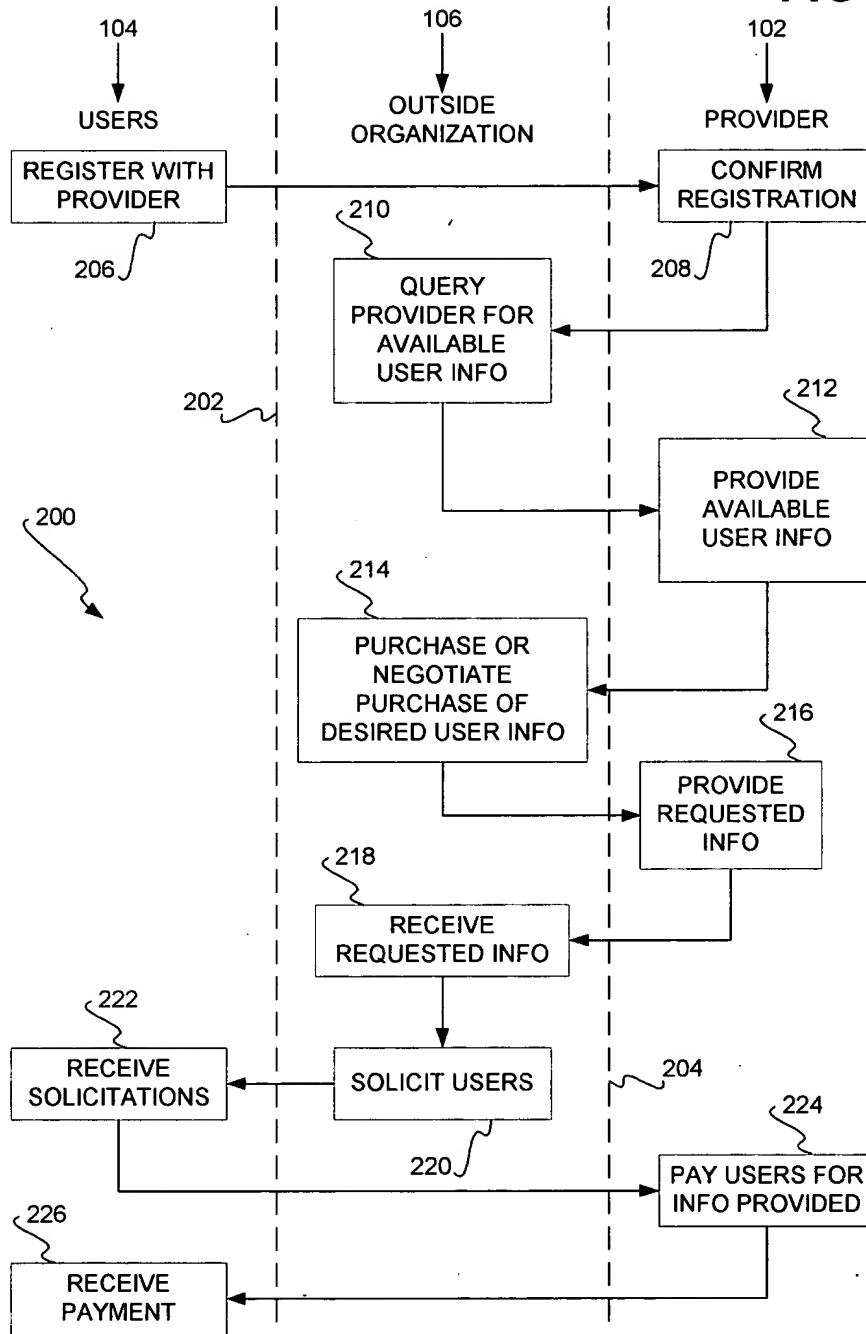 104
106
102
USERS
OUTSIDE
ORGANIZATION
PROVIDER
REGISTER WITH
PROVIDER
206
CONFIRM
REGISTRATION
208
210
QUERY
PROVIDER FOR
AVAILABLE
USER INFO
202
212
PROVIDE
AVAILABLE
USER INFO
200
214
PURCHASE OR
NEGOTIATE
PURCHASE OF
DESIRED USER INFO
216
PROVIDE
REQUESTED
INFO
218
RECEIVE
REQUESTED INFO
222
RECEIVE
SOLICITATIONS
SOLICIT USERS
220
204
224
PAY USERS FOR
INFO PROVIDED
226
RECEIVE
PAYMENT